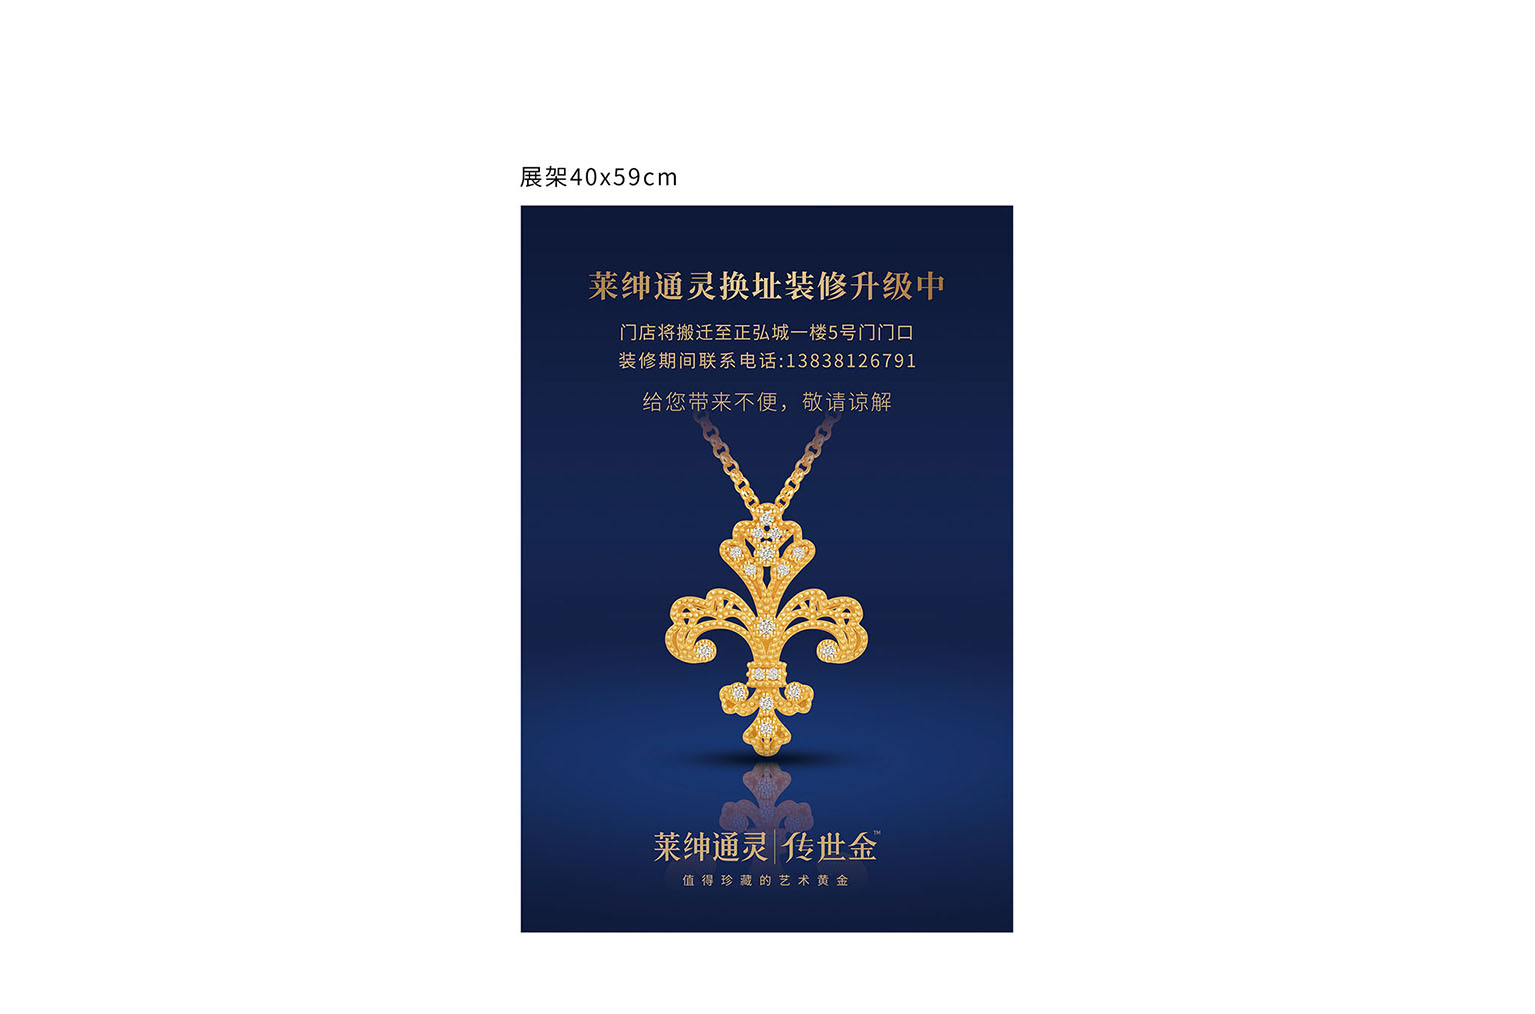 展架40x59cm
莱绅通灵换址装修升级中
门店将搬迁至正弘城一楼5号门门口
装修期间联系电话:13838126791
给您带来不便，敬请谅解
莱绅通灵|传世金™
值得珍藏的艺术黄金